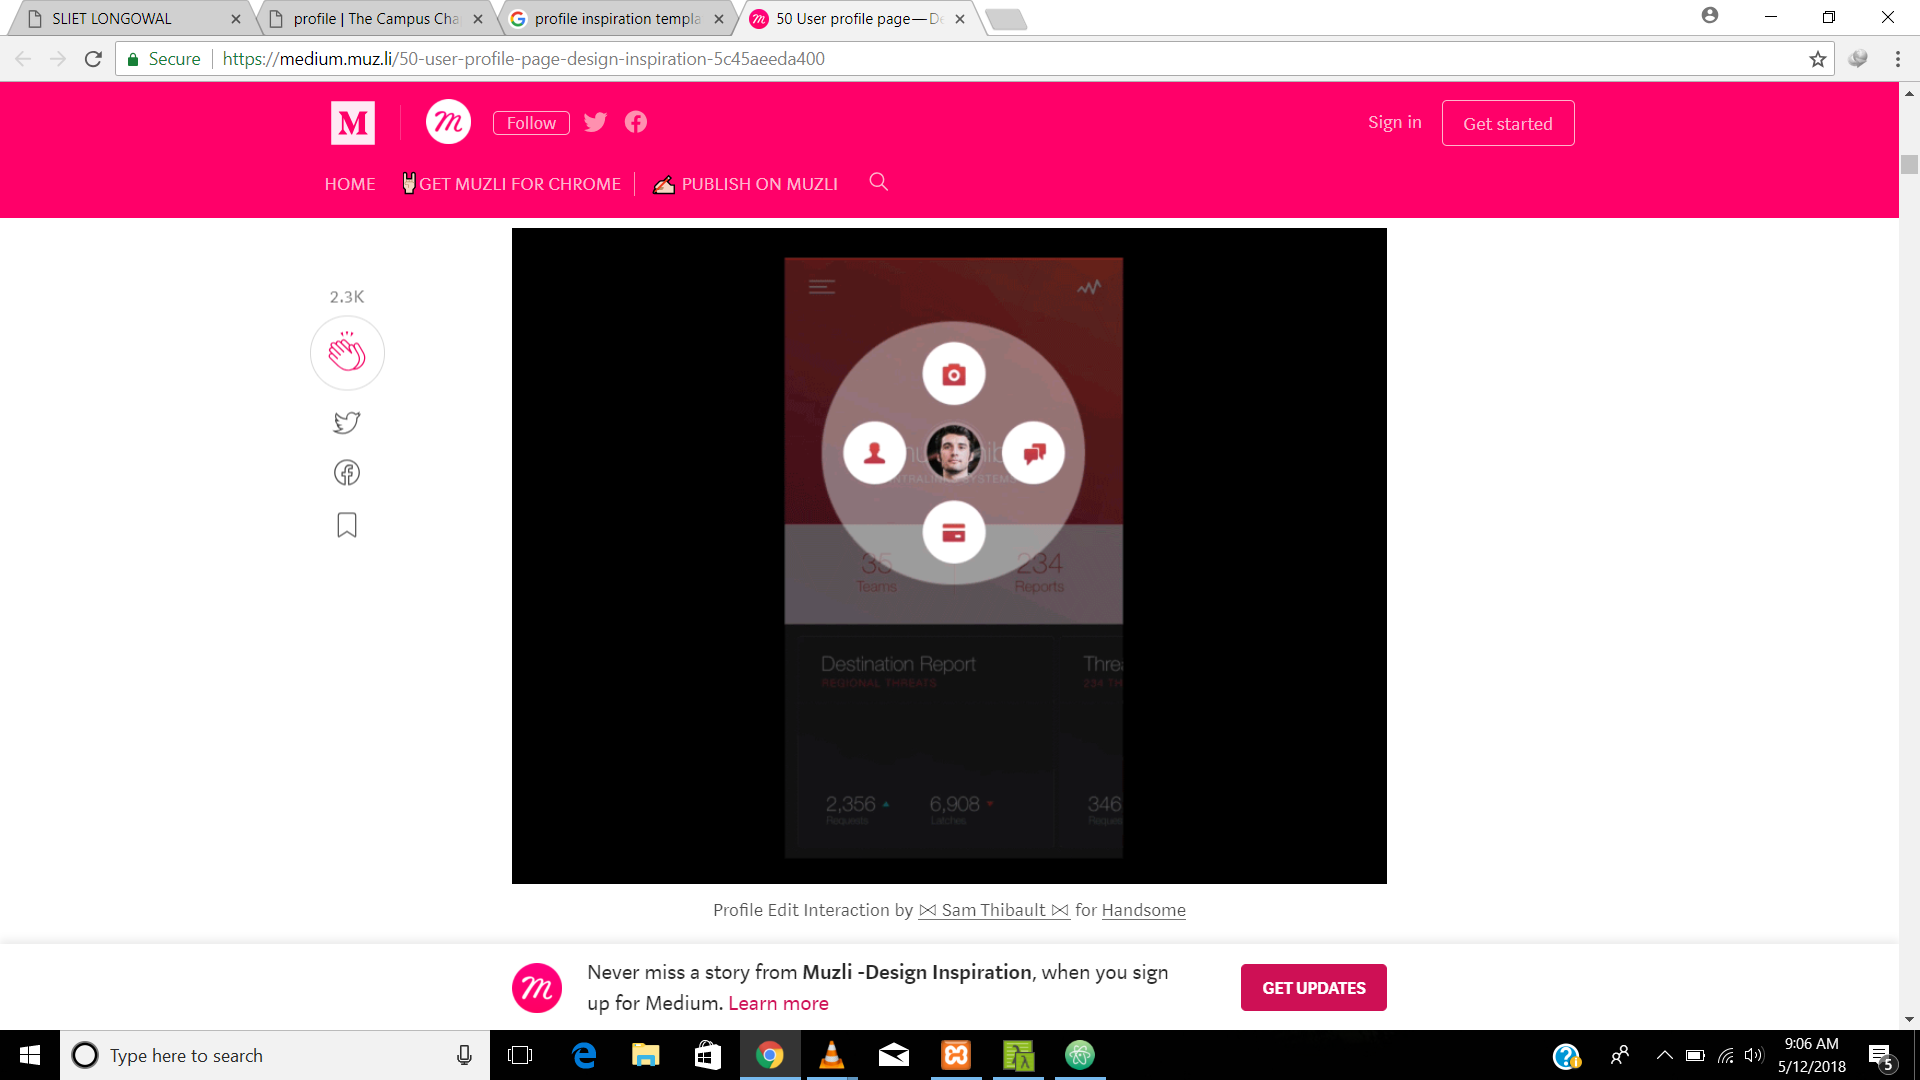 SLIET LONGOWAL
profile | The Campus Cha
profile inspiration templa
50 User profile page — De
Secure
https://medium.muz.li/50-user-profile-page-design-inspiration-5c45aeeda400
M
m
Follow
Sign in
Get started
HOME
GET MUZLI FOR CHROME
PUBLISH ON MUZLI
2.3K
35
234
Teams
Reports
Destination Report
Threa
REGIONAL THREATS
234 TH
2,356
6,908
346
Requests
Latches
Reques
Profile Edit Interaction by ⋈ Sam Thibault ⋈ for Handsome
m
Never miss a story from Muzli -Design Inspiration, when you sign
up for Medium. Learn more
GET UPDATES
Type here to search
9:06 AM
5/12/2018
5